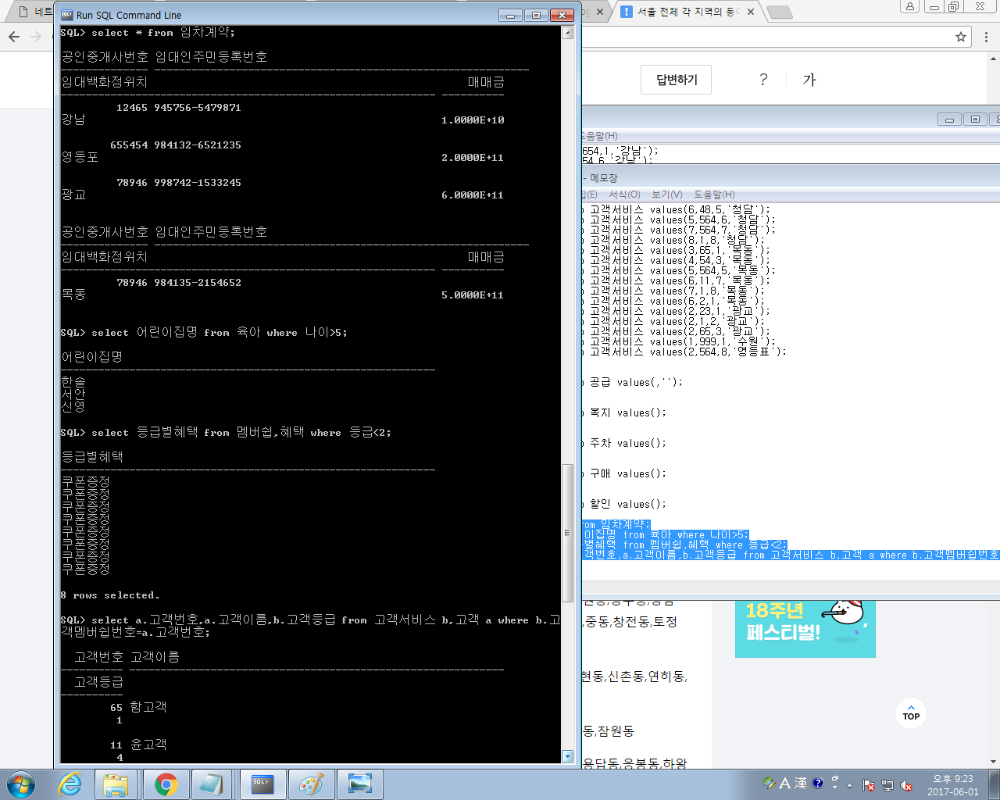 네트
서울 전체 각 지역의 동이
Run SQL Command Line
SQL> select * from 임차계약;
공인중개사번호 임대인주민등록번호
임대백화점위치 매매금
12465 945756-5479871
강남 1.0000E+10
655454 984132-6521235
영등포 2.0000E+11
78946 998742-1533245
광교 6.0000E+11
공인중개사번호 임대인주민등록번호
임대백화점위치 매매금
78946 984135-2154652
목동 5.0000E+11
SQL> select 어린이집명 from 육아 where 나이>5;
어린이집명
한솔
서안
신영
SQL> select 등급별혜택 from 멤버쉽,혜택 where 등급<2;
등급별혜택
쿠폰증정
쿠폰증정
쿠폰증정
쿠폰증정
쿠폰증정
쿠폰증정
쿠폰증정
쿠폰증정
8 rows selected.
SQL> select a.고객번호,a.고객이름,b.고객등급 from 고객서비스 b,고객 a where b.고
객멤버쉽번호=a.고객번호;
고객번호 고객이름
고객등급
65 함고객
1
11 윤고객
4
답변하기 ? 가
도움말(H)
654,1,'강남');
54,6,'강남');
- 메모장
집(E) 서식(O) 보기(V) 도움말(H)
o 고객서비스 values(6,48,5,'청담');
o 고객서비스 values(5,564,6,'청담');
o 고객서비스 values(7,564,7,'청담');
o 고객서비스 values(8,1,8,'청담');
o 고객서비스 values(3,65,1,'목동');
o 고객서비스 values(4,54,3,'목동');
o 고객서비스 values(5,564,5,'목동');
o 고객서비스 values(6,11,7,'목동');
o 고객서비스 values(7,1,8,'목동');
o 고객서비스 values(6,2,1,'목동');
o 고객서비스 values(2,23,1,'광교');
o 고객서비스 values(2,1,2,'광교');
o 고객서비스 values(2,65,3,'광교');
o 고객서비스 values(1,999,1,'수원');
o 고객서비스 values(2,564,8,'영등표');
o 공급 values(,'');
o 복지 values();
o 주차 values();
o 구매 values();
o 할인 values();
rom 임차계약;
이집명 from 육아 where 나이>5;
별혜택 from 멤버쉽,혜택 where 등급<2;
객번호,a.고객이름,b.고객등급 from 고객서비스 b,고객 a where b.고객멤버쉽번호
18주년
페스티벌!
,중동,창전동,토정
현동,신촌동,연희동,
동,잠원동
용답동,응봉동,하왕
TOP
SQL>
A 漢
오후 9:23
2017-06-01